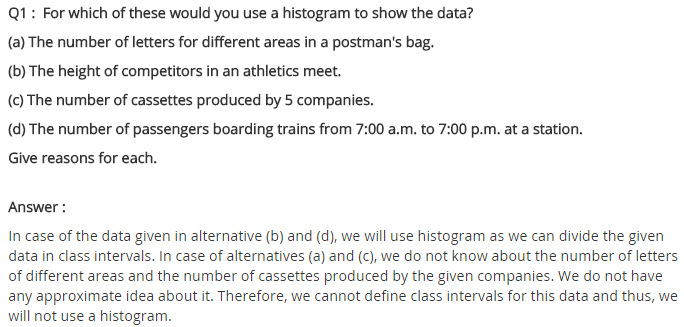 Q1 : For which of these would you use a histogram to show the data?
(a) The number of letters for different areas in a postman's bag.
(b) The height of competitors in an athletics meet.
(c) The number of cassettes produced by 5 companies.
(d) The number of passengers boarding trains from 7:00 a.m. to 7:00 p.m. at a station.
Give reasons for each.
Answer :
In case of the data given in alternative (b) and (d), we will use histogram as we can divide the given
data in class intervals. In case of alternatives (a) and (c), we do not know about the number of letters
of different areas and the number of cassettes produced by the given companies. We do not have
any approximate idea about it. Therefore, we cannot define class intervals for this data and thus, we
will not use a histogram.